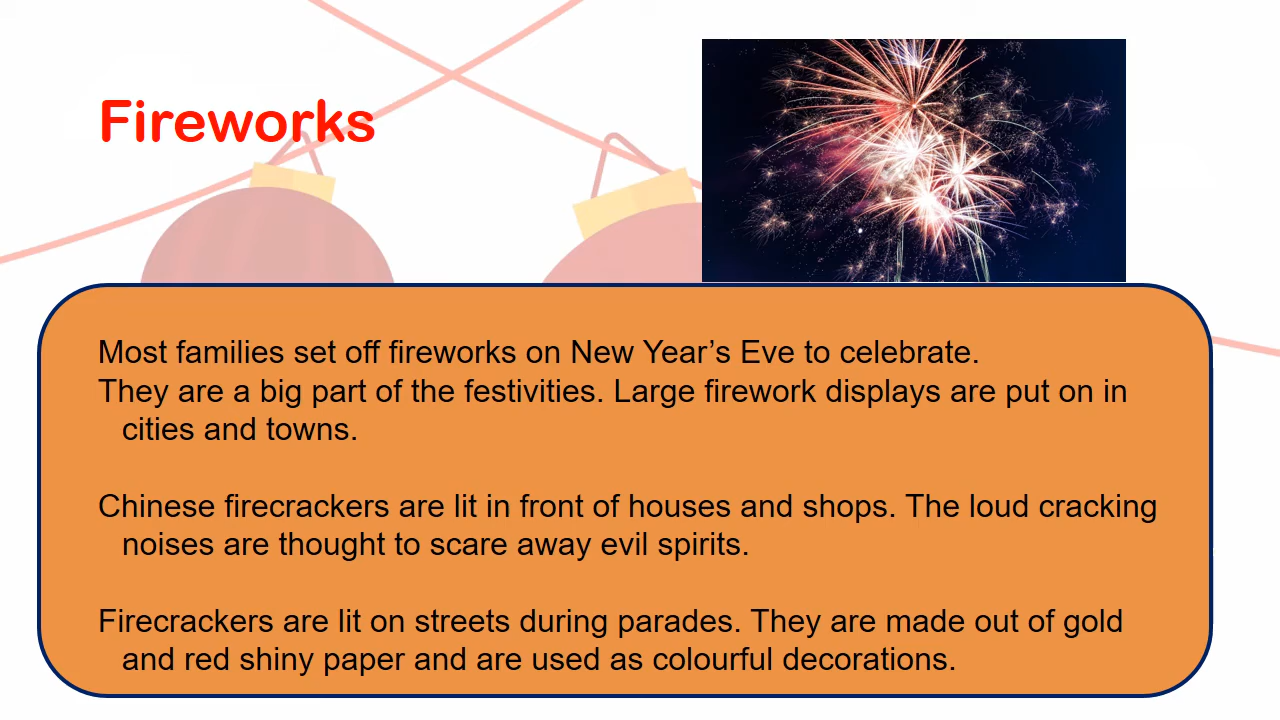 Fireworks
Most families set off fireworks on New Year’s Eve to celebrate.
They are a big part of the festivities. Large firework displays are put on in
cities and towns.
Chinese firecrackers are lit in front of houses and shops. The loud cracking
noises are thought to scare away evil spirits.
Firecrackers are lit on streets during parades. They are made out of gold
and red shiny paper and are used as colourful decorations.